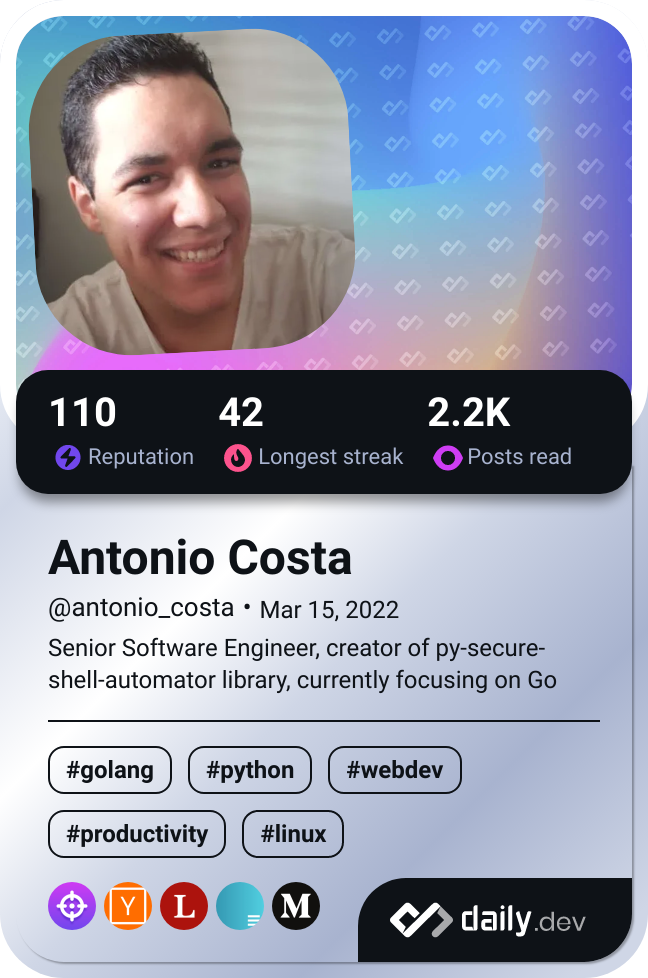 110 42 2.2K
Reputation Longest streak Posts read
Antonio Costa
@antonio_costa • Mar 15, 2022
Senior Software Engineer, creator of py-secure-
shell-automator library, currently focusing on Go
#golang #python #webdev
#productivity #linux
Y L M
daily.dev